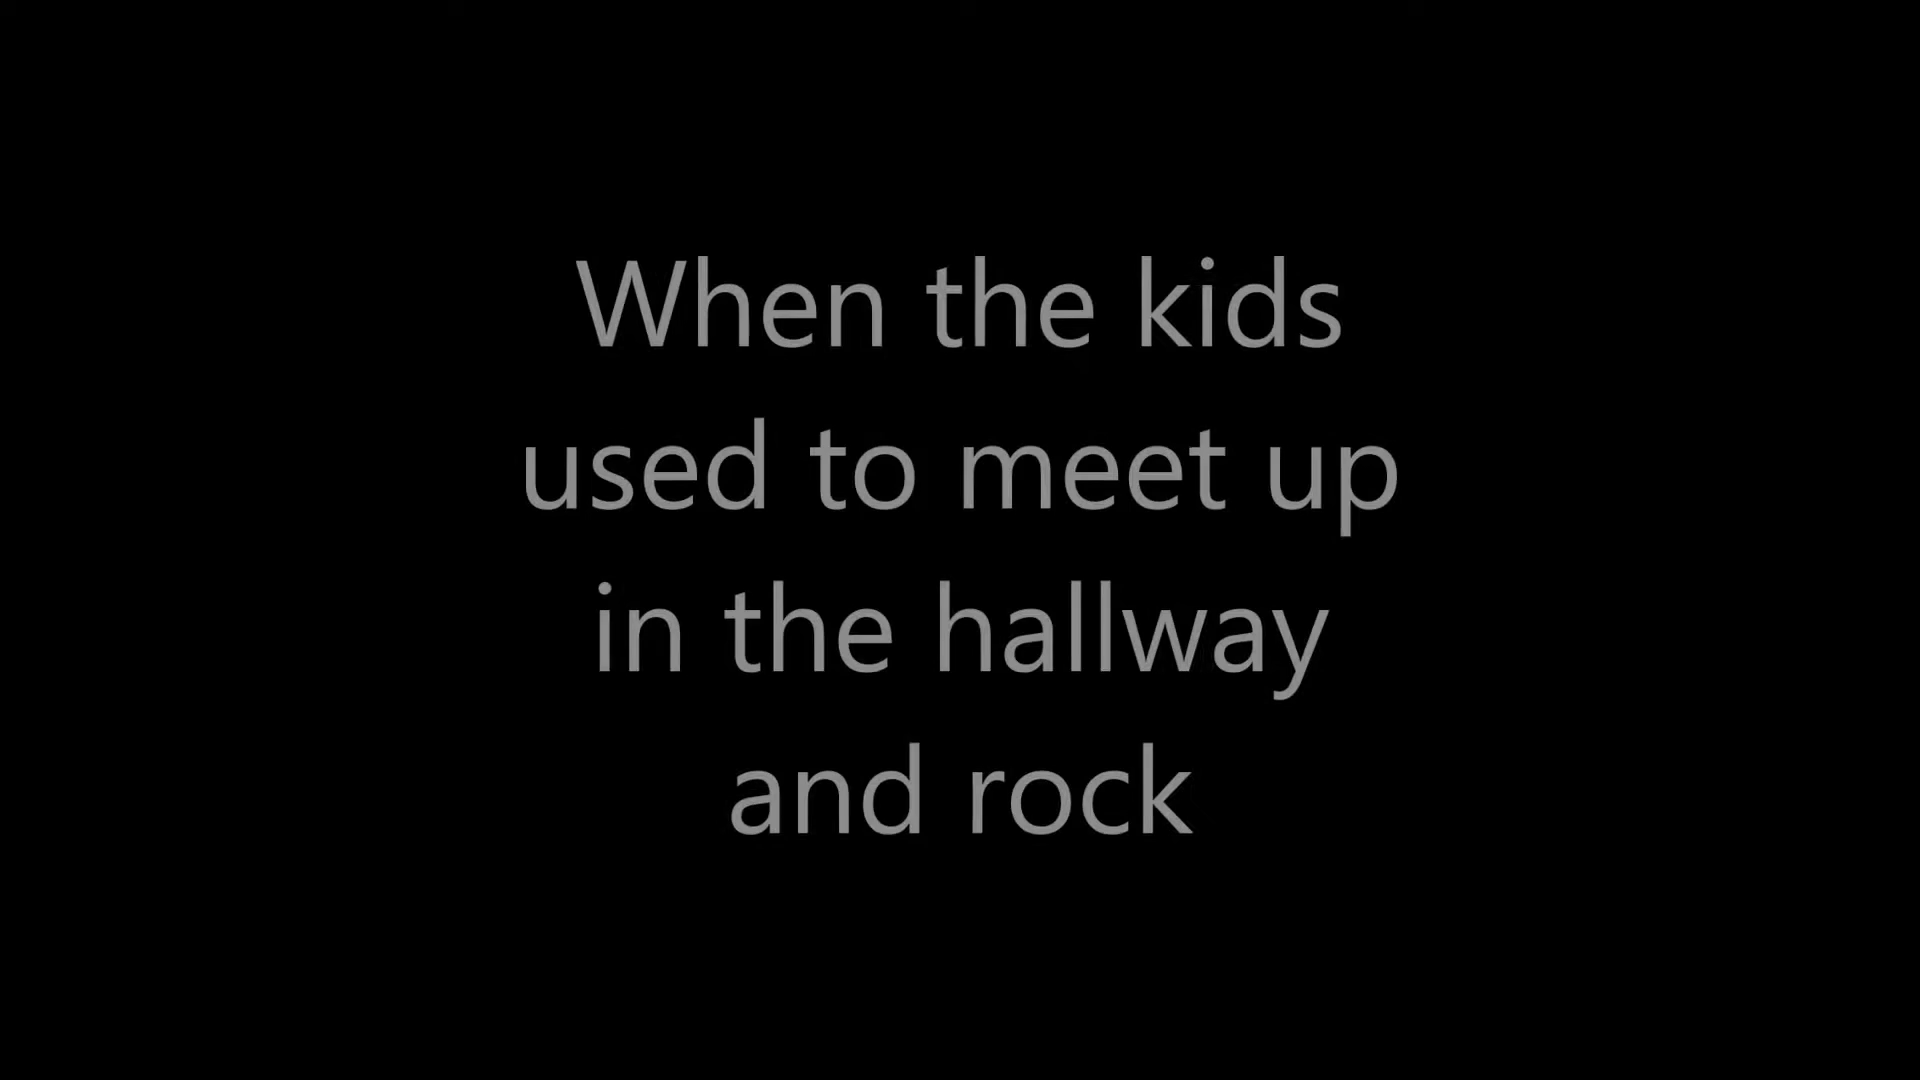 When the kids
used to meet up
in the hallway
and rock